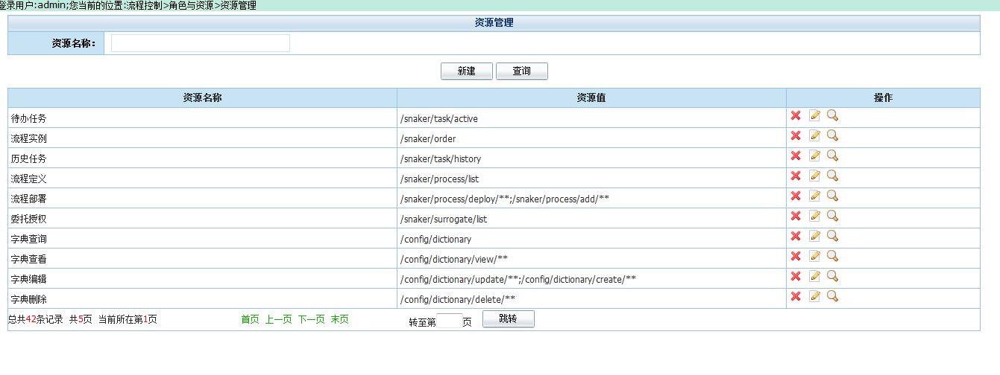 登录用户:admin;您当前的位置:流程控制>角色与资源>资源管理
资源管理
资源名称：
新建 查询
资源名称 资源值 操作
待办任务 /snaker/task/active
流程实例 /snaker/order
历史任务 /snaker/task/history
流程定义 /snaker/process/list
流程部署 /snaker/process/deploy/**;/snaker/process/add/**
委托授权 /snaker/surrogate/list
字典查询 /config/dictionary
字典查看 /config/dictionary/view/**
字典编辑 /config/dictionary/update/**;/config/dictionary/create/**
字典删除 /config/dictionary/delete/**
总共42条记录 共5页 当前所在第1页 首页 上一页 下一页 末页 转至第 页 跳转